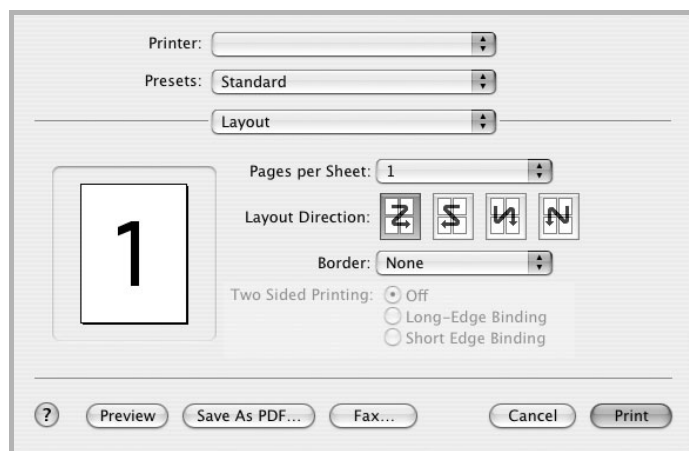 Printer:
Presets: Standard
Layout
Pages per Sheet: 1
1
Layout Direction:
Border: None
Two Sided Printing: Off
Long-Edge Binding
Short Edge Binding
? Preview Save As PDF... Fax... Cancel Print